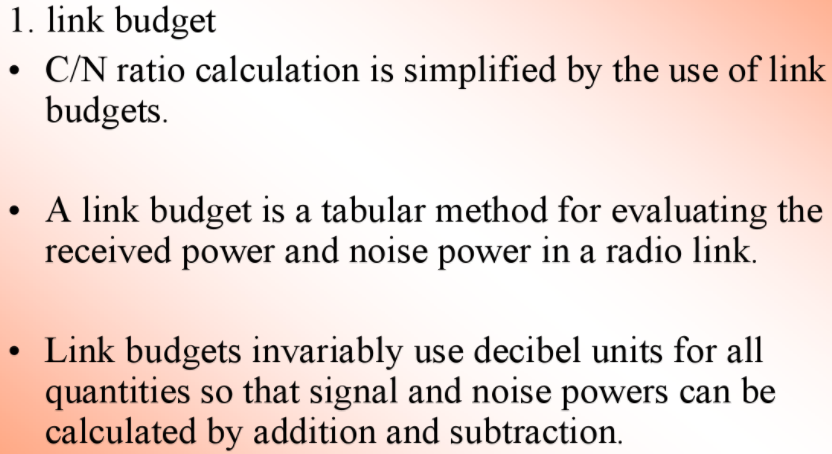 1. link budget
• C/N ratio calculation is simplified by the use of link
budgets.
• A link budget is a tabular method for evaluating the
received power and noise power in a radio link.
• Link budgets invariably use decibel units for all
quantities so that signal and noise powers can be
calculated by addition and subtraction.